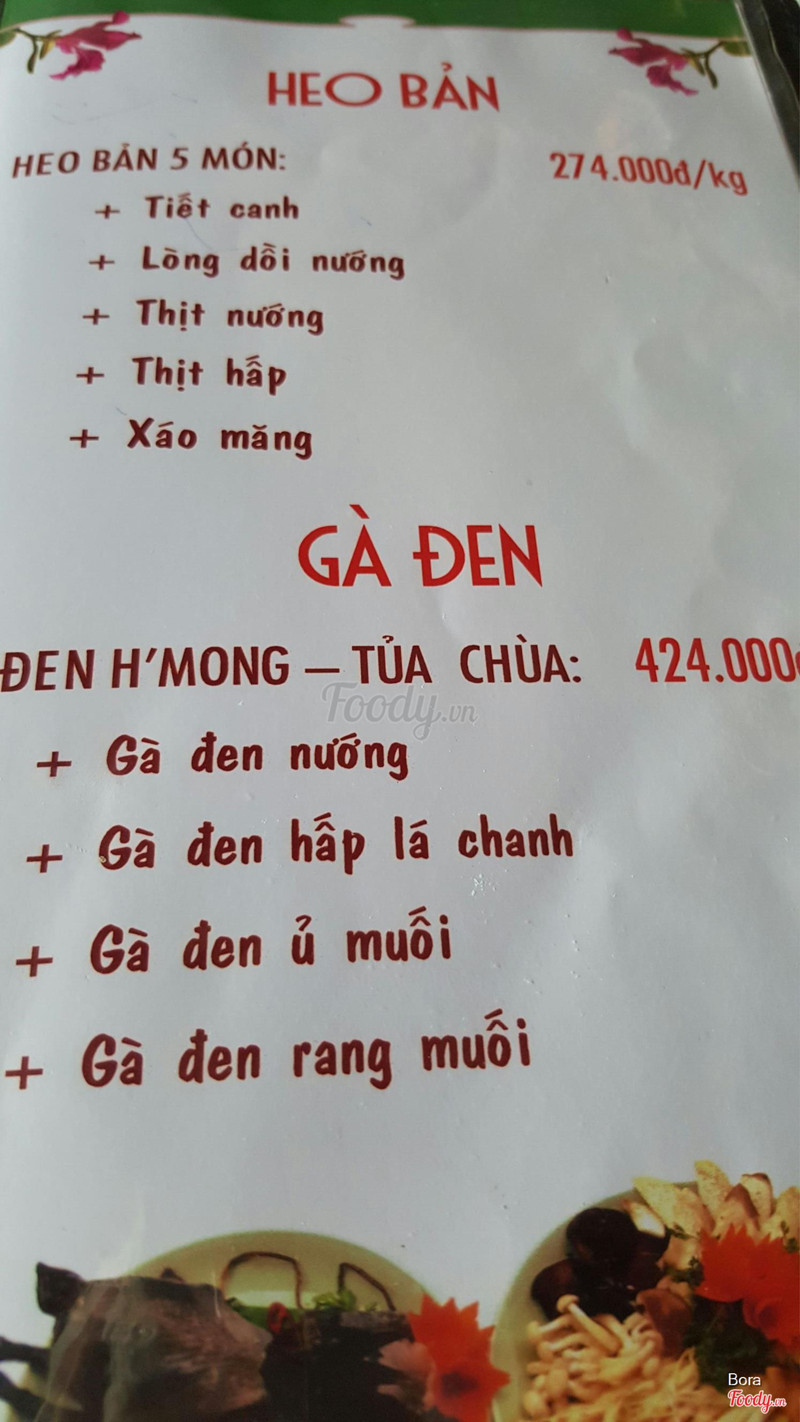 HEO BẢN
HEO BẢN 5 MÓN: 274.000đ/kg
+ Tiết canh
+ Lòng dồi nướng
+ Thịt nướng
+ Thịt hấp
+ Xáo măng
GÀ ĐEN
ĐEN H'MONG – TỦA CHÙA: 424.000đ
Foody.vn
+ Gà đen nướng
+ Gà đen hấp lá chanh
+ Gà đen ủ muối
+ Gà đen rang muối
Bora
Foody.vn